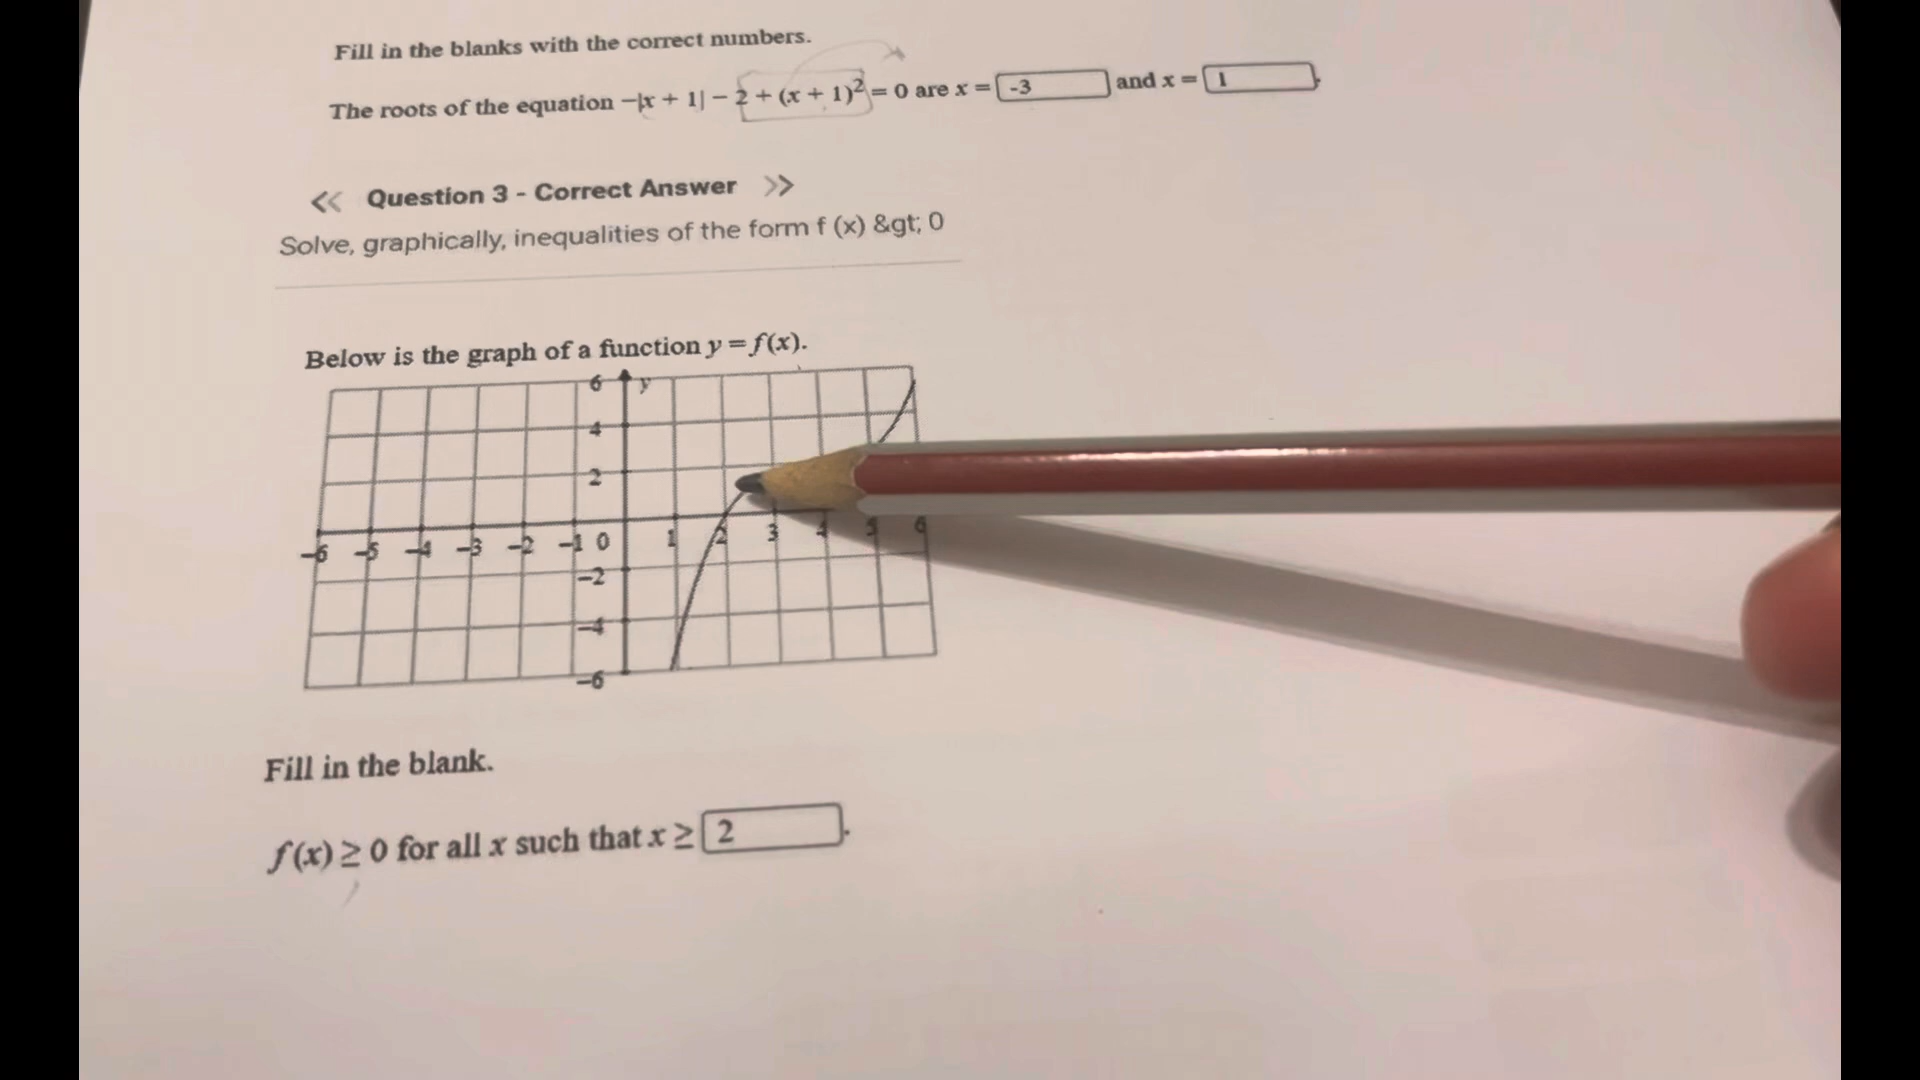 Fill in the blanks with the correct numbers.
The roots of the equation −|x + 1| − 2 + (x + 1)² = 0 are x = -3 and x = 1.
<< Question 3 - Correct Answer >>
Solve, graphically, inequalities of the form f (x) &gt; 0
Below is the graph of a function y = f(x).
6 y
4
2
−6 −5 −4 −3 −2 −1 0 1 2 3 4 5 6
−2
−4
−6
Fill in the blank.
f(x) ≥ 0 for all x such that x ≥ 2.